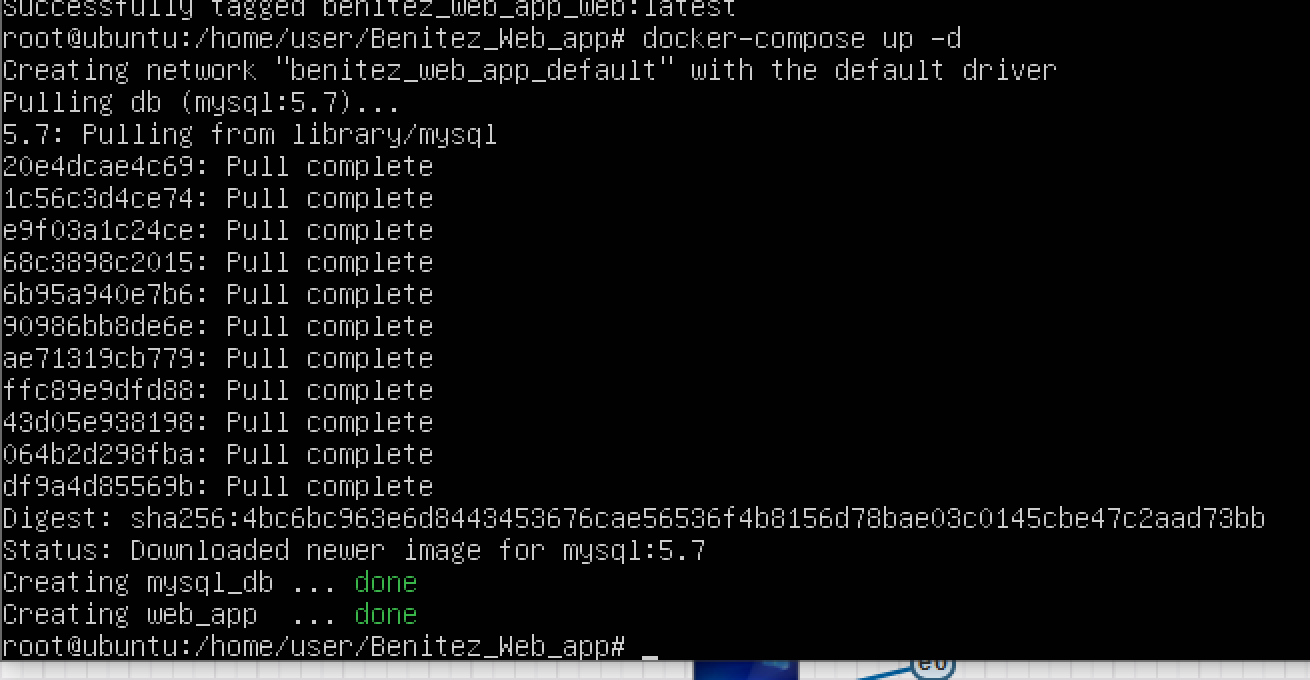 Successfully tagged benitez_web_app_web:latest
root@ubuntu:/home/user/Benitez_Web_app# docker-compose up -d
Creating network "benitez_web_app_default" with the default driver
Pulling db (mysql:5.7)...
5.7: Pulling from library/mysql
20e4dcae4c69: Pull complete
1c56c3d4ce74: Pull complete
e9f03a1c24ce: Pull complete
68c3898c2015: Pull complete
6b95a940e7b6: Pull complete
90986bb8de6e: Pull complete
ae71319cb779: Pull complete
ffc89e9dfd88: Pull complete
43d05e938198: Pull complete
064b2d298fba: Pull complete
df9a4d85569b: Pull complete
Digest: sha256:4bc6bc963e6d8443453676cae56536f4b8156d78bae03c0145cbe47c2aad73bb
Status: Downloaded newer image for mysql:5.7
Creating mysql_db ... done
Creating web_app  ... done
root@ubuntu:/home/user/Benitez_Web_app# _
e0